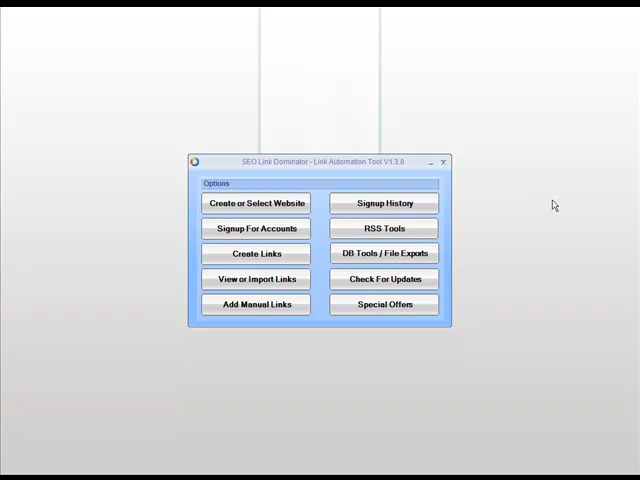 SEO Link Dominator - Link Automation Tool V1.3.8
Options
Create or Select Website
Signup History
Signup For Accounts
RSS Tools
Create Links
DB Tools / File Exports
View or Import Links
Check For Updates
Add Manual Links
Special Offers